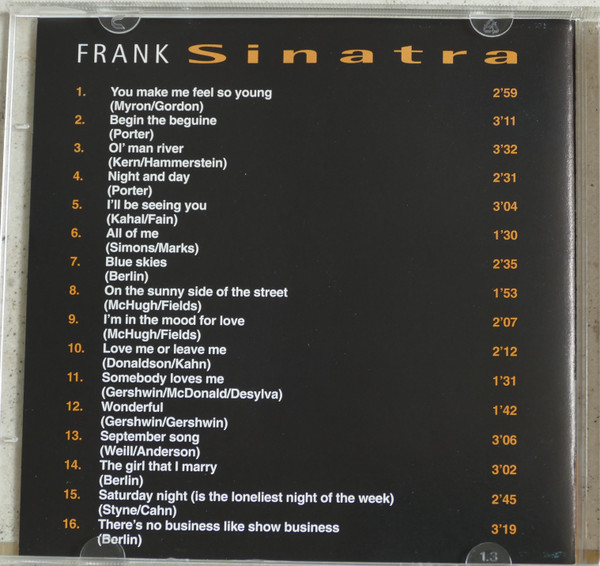 FRANK Sinatra
1. You make me feel so young 2'59
(Myron/Gordon)
2. Begin the beguine 3'11
(Porter)
3. Ol' man river 3'32
(Kern/Hammerstein)
4. Night and day 2'31
(Porter)
5. I'll be seeing you 3'04
(Kahal/Fain)
6. All of me 1'30
(Simons/Marks)
7. Blue skies 2'35
(Berlin)
8. On the sunny side of the street 1'53
(McHugh/Fields)
9. I'm in the mood for love 2'07
(McHugh/Fields)
10. Love me or leave me 2'12
(Donaldson/Kahn)
11. Somebody loves me 1'31
(Gershwin/McDonald/Desylva)
12. Wonderful 1'42
(Gershwin/Gershwin)
13. September song 3'06
(Weill/Anderson)
14. The girl that I marry 3'02
(Berlin)
15. Saturday night (is the loneliest night of the week) 2'45
(Styne/Cahn)
16. There's no business like show business 3'19
(Berlin)
1.3